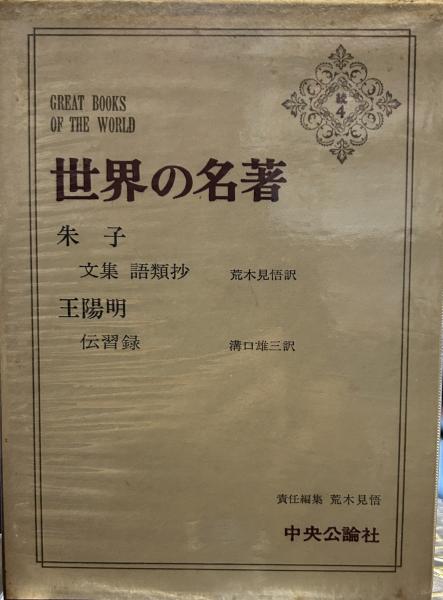 GREAT BOOKS
OF THE WORLD
続
4
世界の名著
朱子
文集 語類抄 荒木見悟訳
王陽明
伝習録 溝口雄三訳
責任編集 荒木見悟
中央公論社